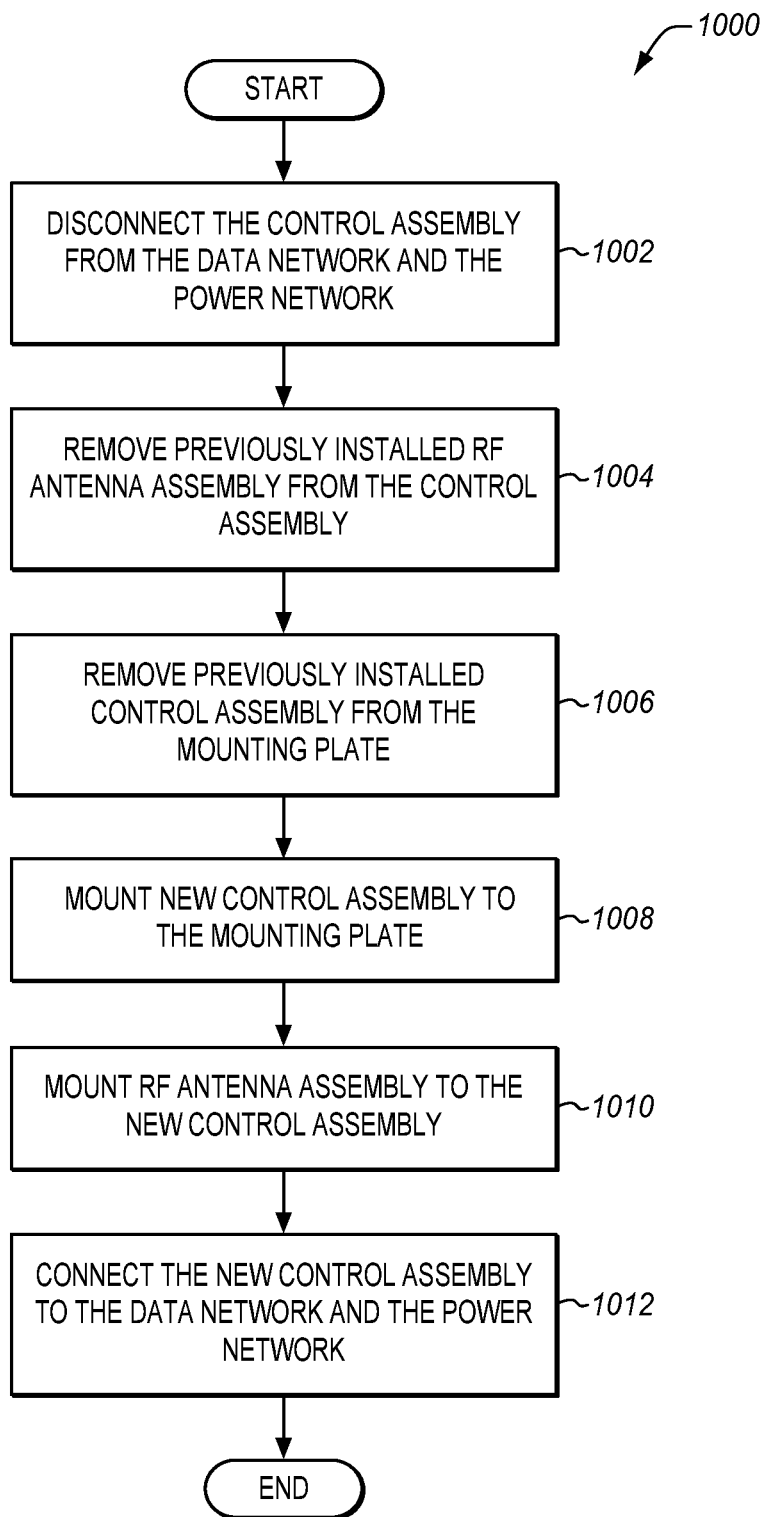 1000
START
DISCONNECT THE CONTROL ASSEMBLY
FROM THE DATA NETWORK AND THE
POWER NETWORK
1002
REMOVE PREVIOUSLY INSTALLED RF
ANTENNA ASSEMBLY FROM THE CONTROL
ASSEMBLY
1004
REMOVE PREVIOUSLY INSTALLED
CONTROL ASSEMBLY FROM THE
MOUNTING PLATE
1006
MOUNT NEW CONTROL ASSEMBLY TO
THE MOUNTING PLATE
1008
MOUNT RF ANTENNA ASSEMBLY TO THE
NEW CONTROL ASSEMBLY
1010
CONNECT THE NEW CONTROL ASSEMBLY
TO THE DATA NETWORK AND THE POWER
NETWORK
1012
END